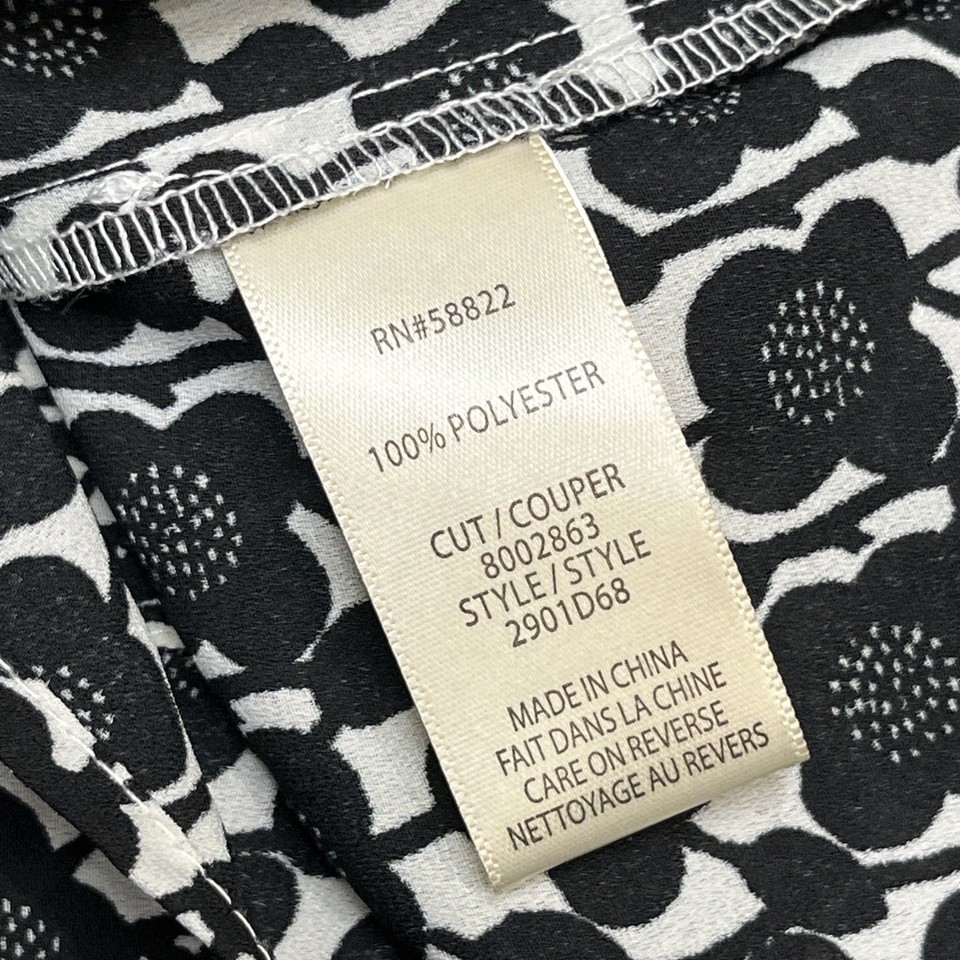 RN#58822
100% POLYESTER
CUT / COUPER
8002863
STYLE / STYLE
2901D68
MADE IN CHINA
FAIT DANS LA CHINE
CARE ON REVERSE
NETTOYAGE AU REVERS